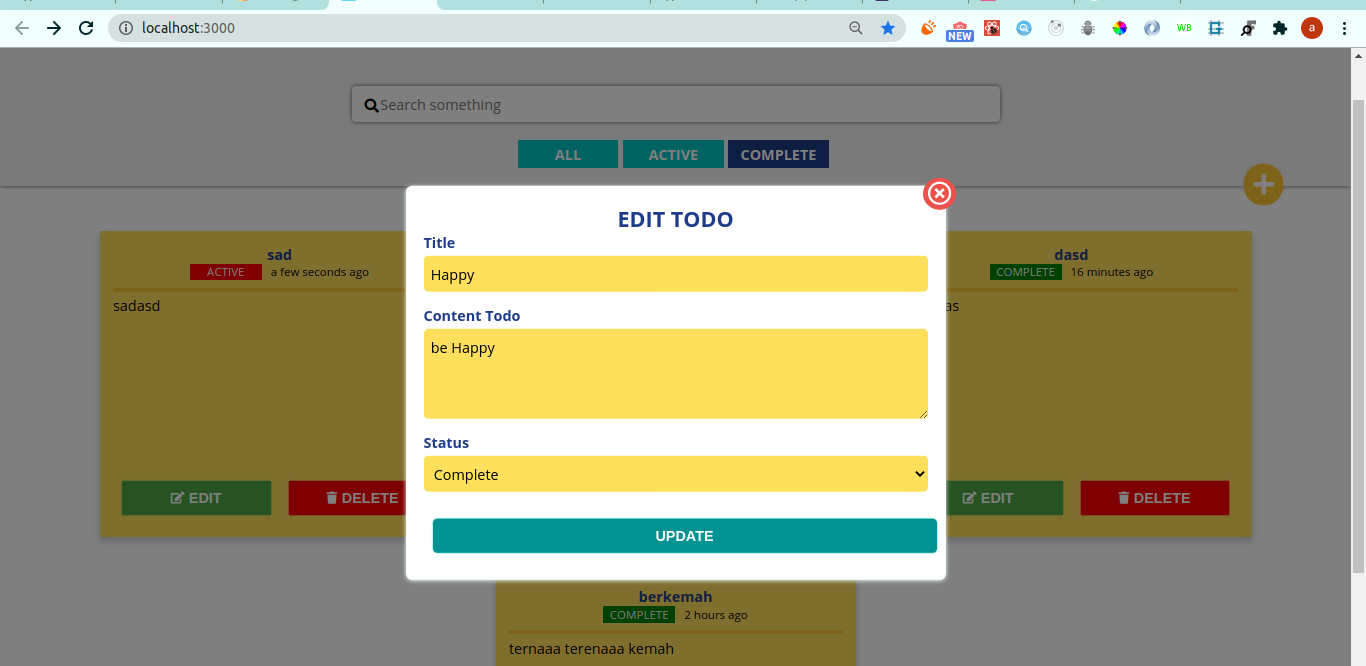 localhost:3000
NEW
WB
a
Search something
ALL ACTIVE COMPLETE
EDIT TODO
Title
Happy
Content Todo
be Happy
Status
Complete
UPDATE
sad
ACTIVE a few seconds ago
sadasd
EDIT DELETE
dasd
COMPLETE 16 minutes ago
as
EDIT DELETE
berkemah
COMPLETE 2 hours ago
ternaaa terenaaa kemah